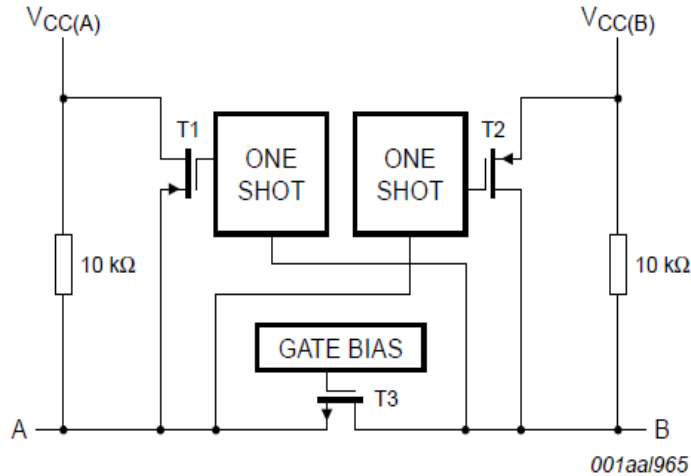 VCC(A)
VCC(B)
T1
ONE
SHOT
ONE
SHOT
T2
10 kΩ
10 kΩ
GATE BIAS
T3
A
B
001aal965